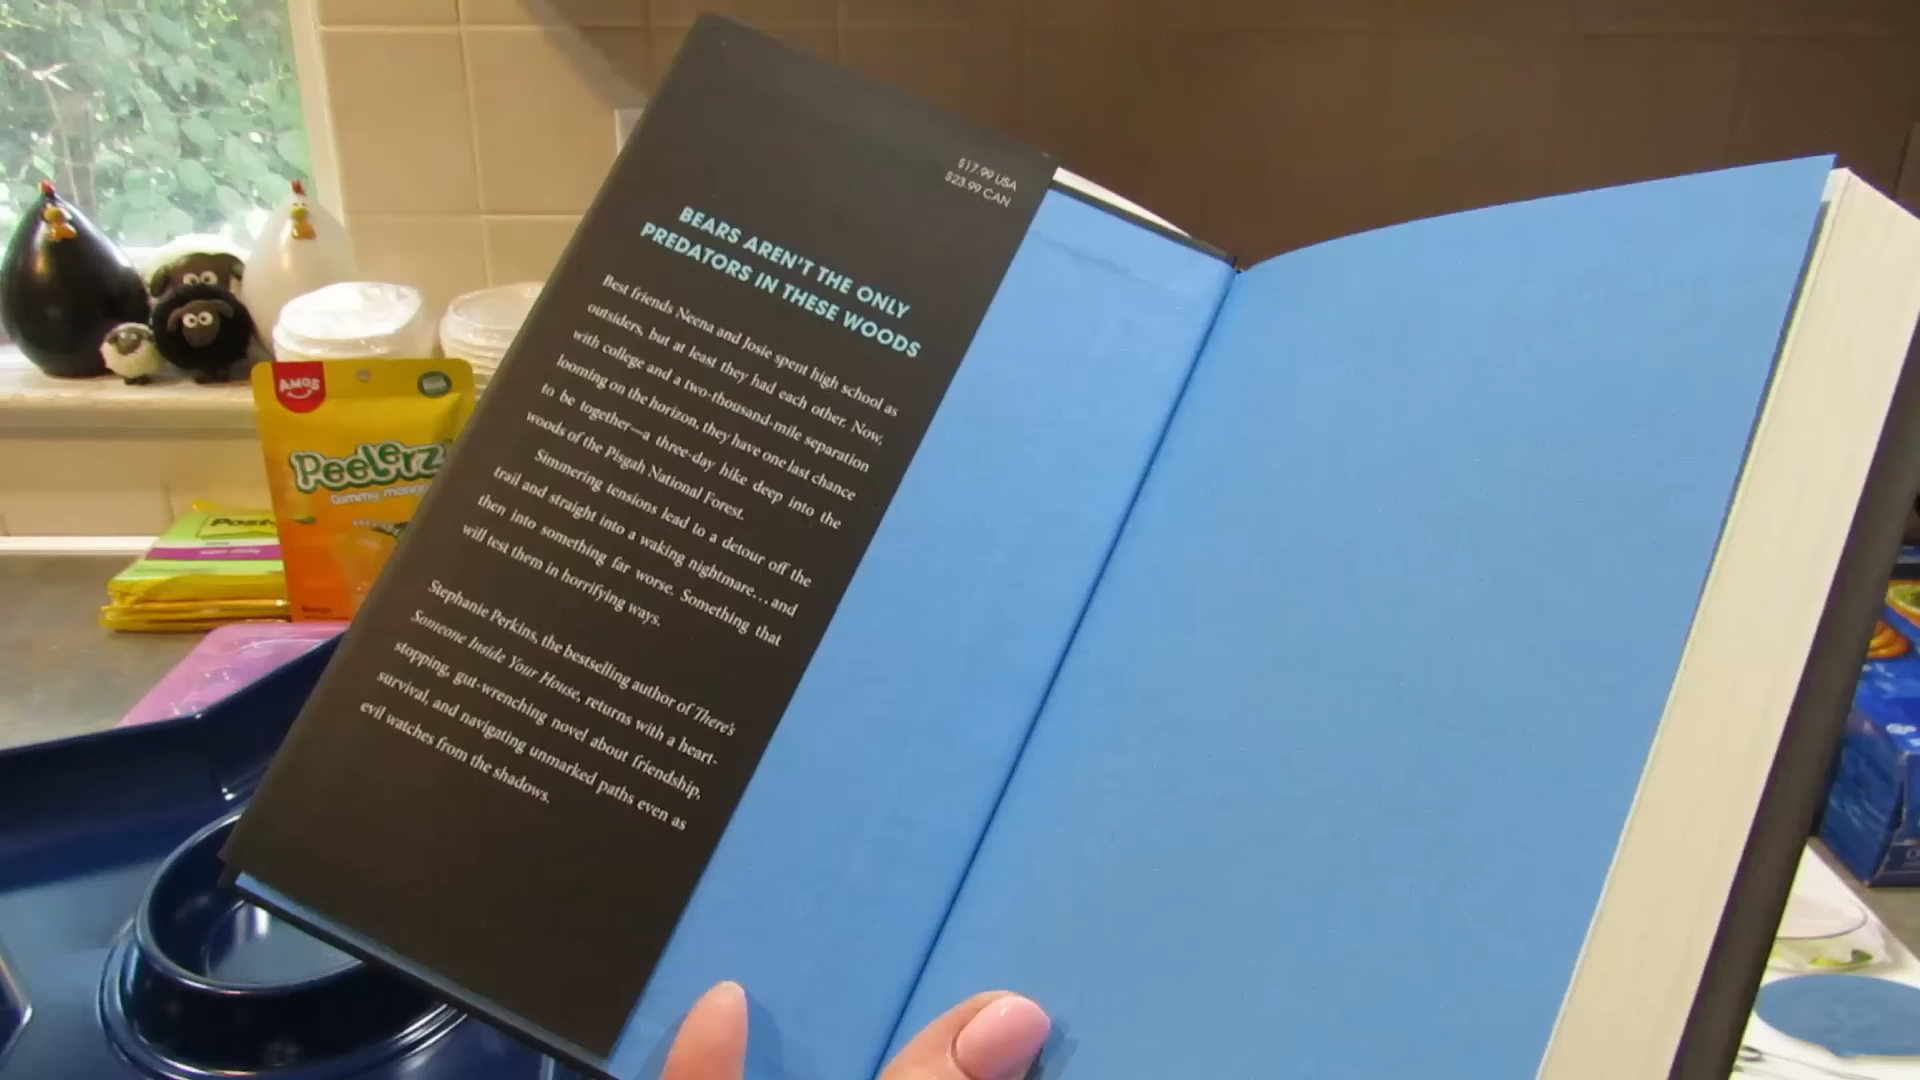 $17.99 USA
$23.99 CAN
BEARS AREN'T THE ONLY
PREDATORS IN THESE WOODS
Best friends Neena and Josie spent high school as
outsiders, but at least they had each other. Now,
with college and a two-thousand-mile separation
looming on the horizon, they have one last chance
to be together—a three-day hike deep into the
woods of the Pisgah National Forest.
Simmering tensions lead to a detour off the
trail and straight into a waking nightmare...and
then into something far worse. Something that
will test them in horrifying ways.
Stephanie Perkins, the bestselling author of There's
Someone Inside Your House, returns with a heart-
stopping, gut-wrenching novel about friendship,
survival, and navigating unmarked paths even as
evil watches from the shadows.
AMOS
Peelerz
Gummy mango
Post-